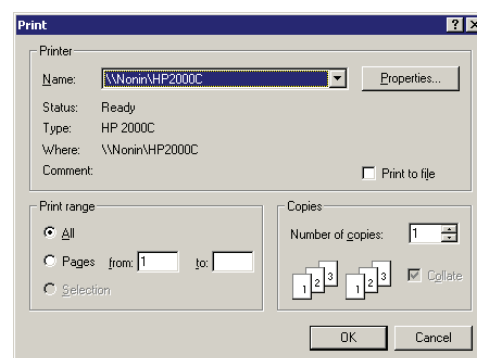 Print
Printer
Name: \\Nonin\HP2000C Properties...
Status: Ready
Type: HP 2000C
Where: \\Nonin\HP2000C
Comment: Print to file
Print range
All
Pages from: 1 to:
Selection
Copies
Number of copies: 1
1 2 3 1 2 3 Collate
OK Cancel